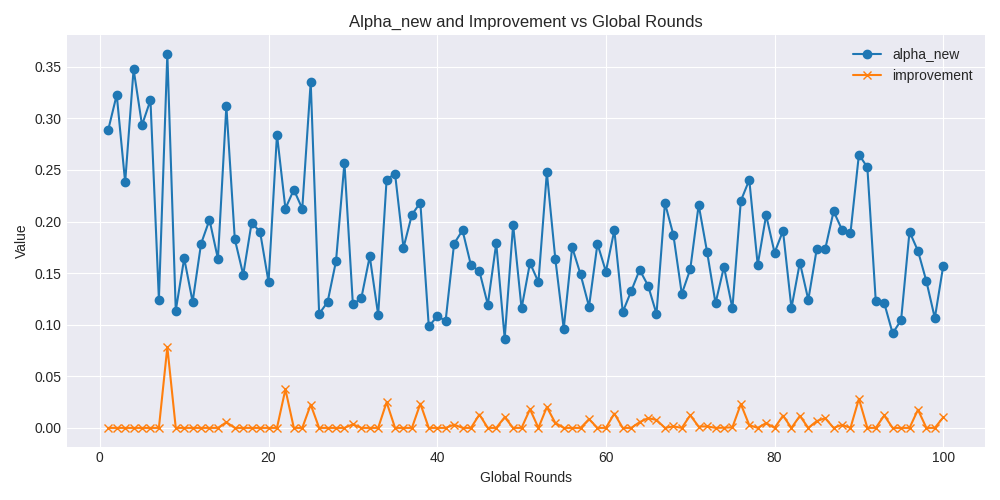 Alpha_new and Improvement vs Global Rounds
alpha_new
improvement
0.35
0.30
0.25
0.20
0.15
0.10
0.05
0.00
Value
0
20
40
60
80
100
Global Rounds